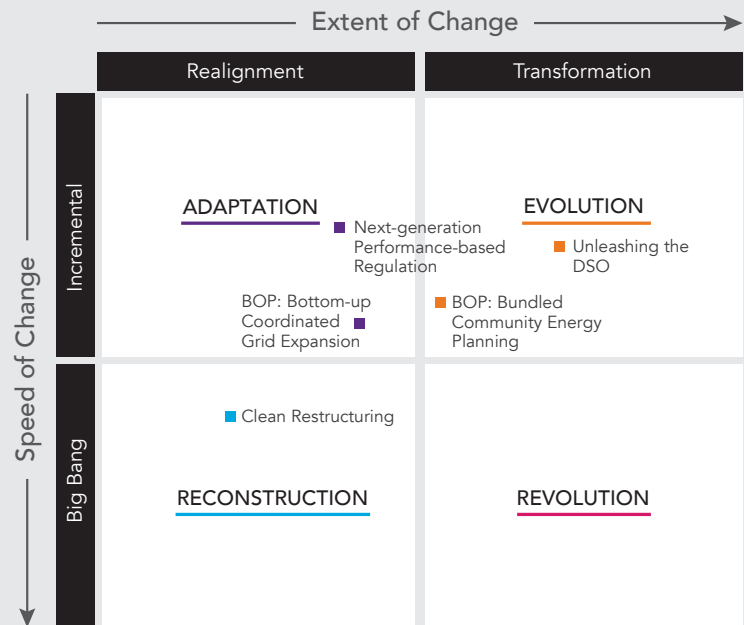 Extent of Change
Realignment
Transformation
Speed of Change
Incremental
ADAPTATION
Next-generation
Performance-based
Regulation
BOP: Bottom-up
Coordinated
Grid Expansion
EVOLUTION
Unleashing the
DSO
BOP: Bundled
Community Energy
Planning
Big Bang
Clean Restructuring
RECONSTRUCTION
REVOLUTION